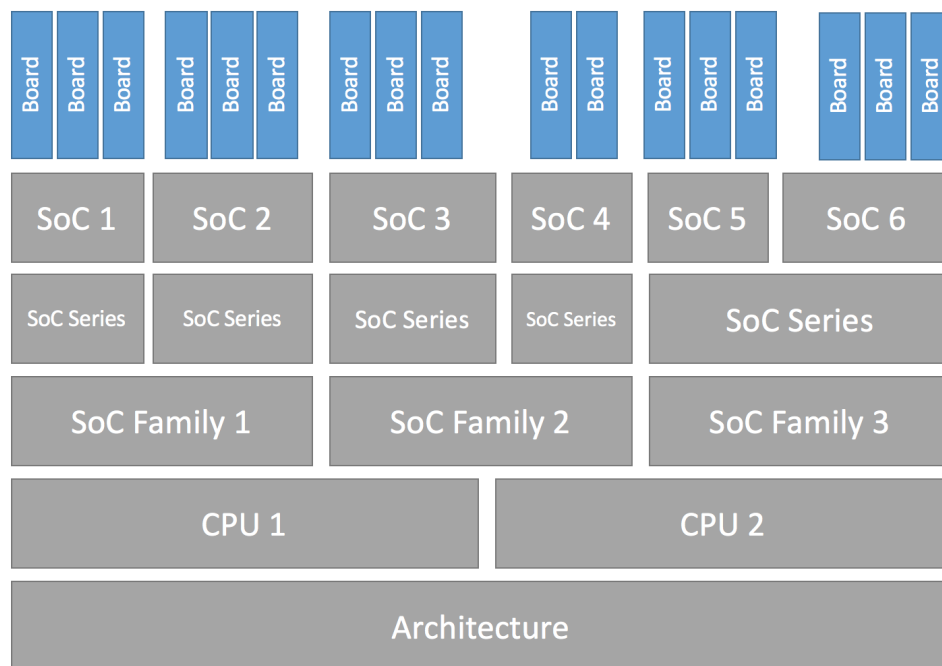 Board Board Board Board Board Board Board Board Board Board Board Board Board Board Board Board Board
SoC 1 SoC 2 SoC 3 SoC 4 SoC 5 SoC 6
SoC Series SoC Series SoC Series SoC Series SoC Series
SoC Family 1 SoC Family 2 SoC Family 3
CPU 1 CPU 2
Architecture